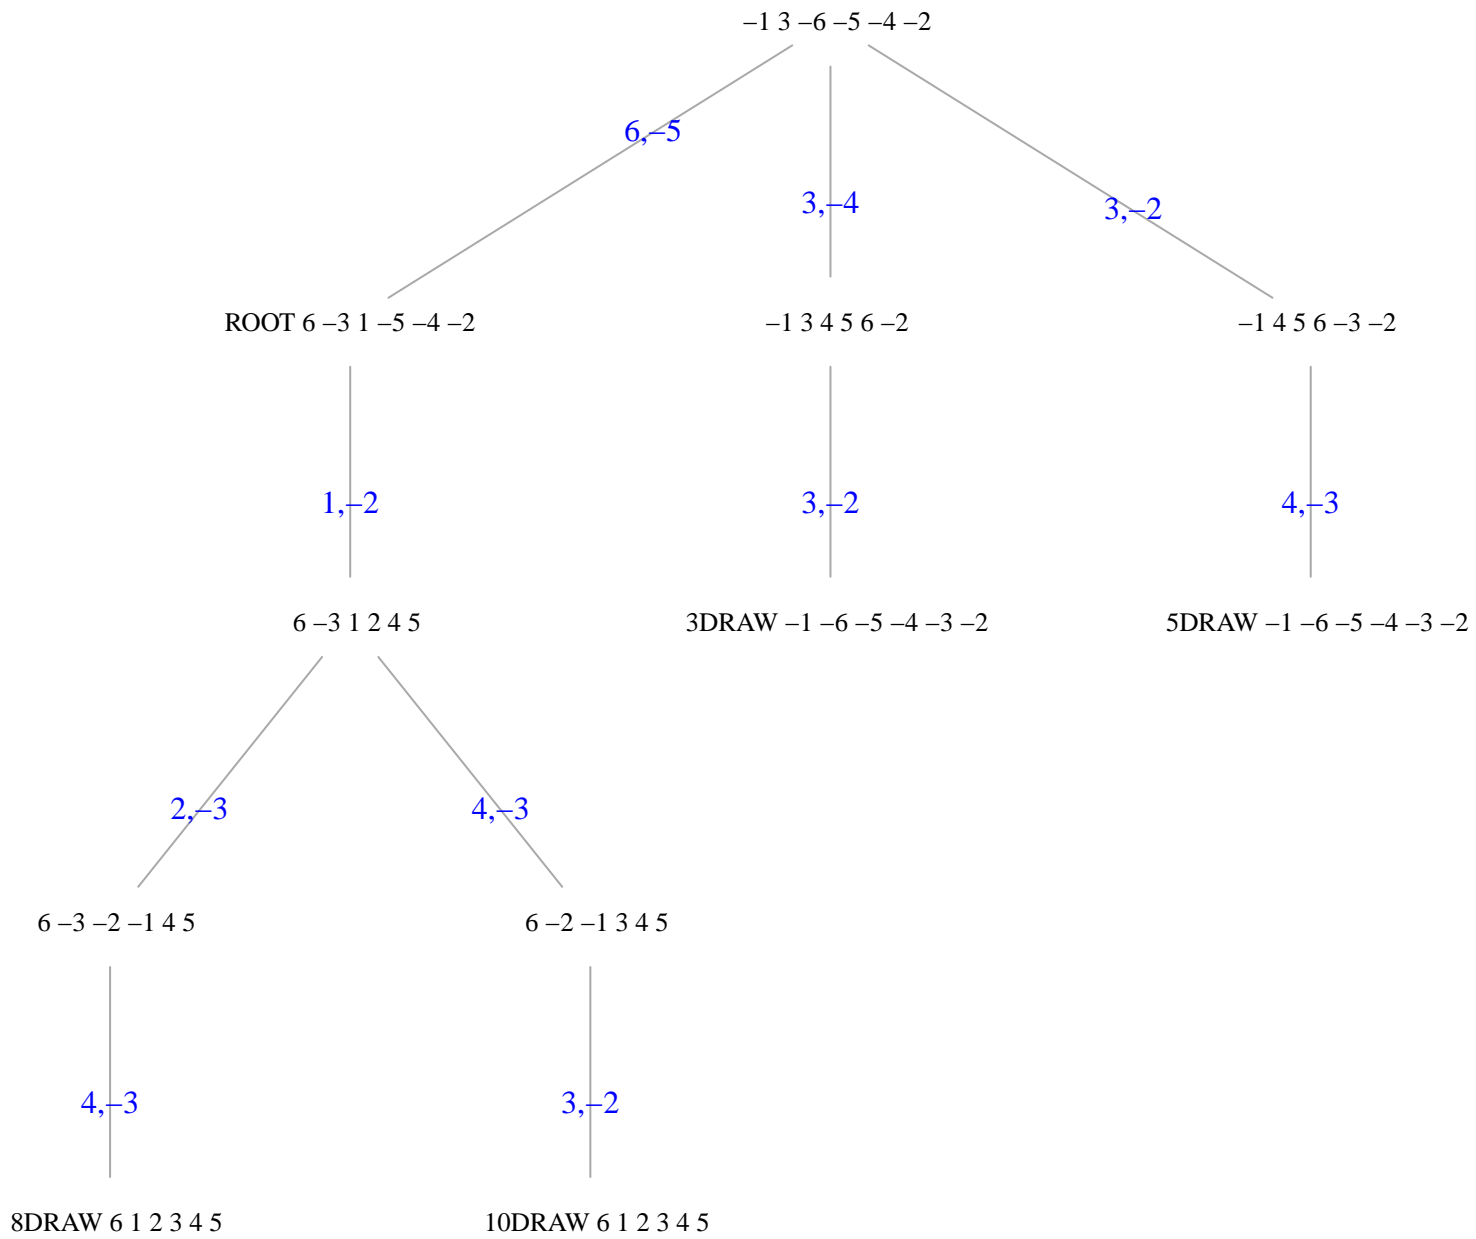 –1 3 –6 –5 –4 –2
6,–5
3,–4
3,–2
ROOT 6 –3 1 –5 –4 –2
–1 3 4 5 6 –2
–1 4 5 6 –3 –2
1,–2
3,–2
4,–3
6 –3 1 2 4 5
3DRAW –1 –6 –5 –4 –3 –2
5DRAW –1 –6 –5 –4 –3 –2
2,–3
4,–3
6 –3 –2 –1 4 5
6 –2 –1 3 4 5
4,–3
3,–2
8DRAW 6 1 2 3 4 5
10DRAW 6 1 2 3 4 5